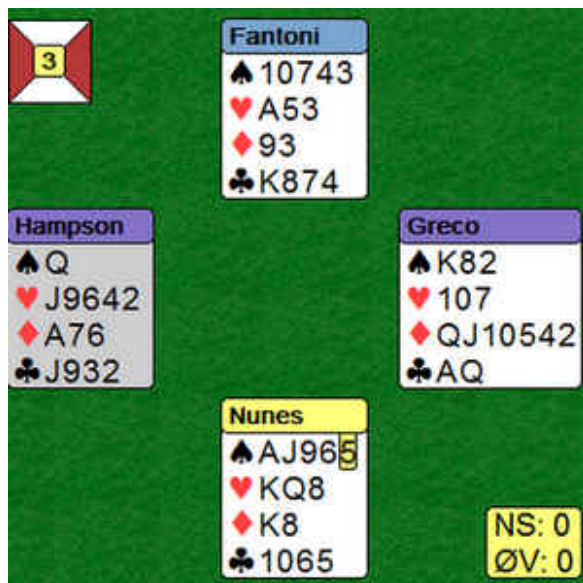 3
Fantoni
♠ 10743
♥ A53
♦ 93
♣ K874
Hampson
♠ Q
♥ J9642
♦ A76
♣ J932
Greco
♠ K82
♥ 107
♦ QJ10542
♣ AQ
Nunes
♠ AJ965
♥ KQ8
♦ K8
♣ 1065
NS: 0
ØV: 0